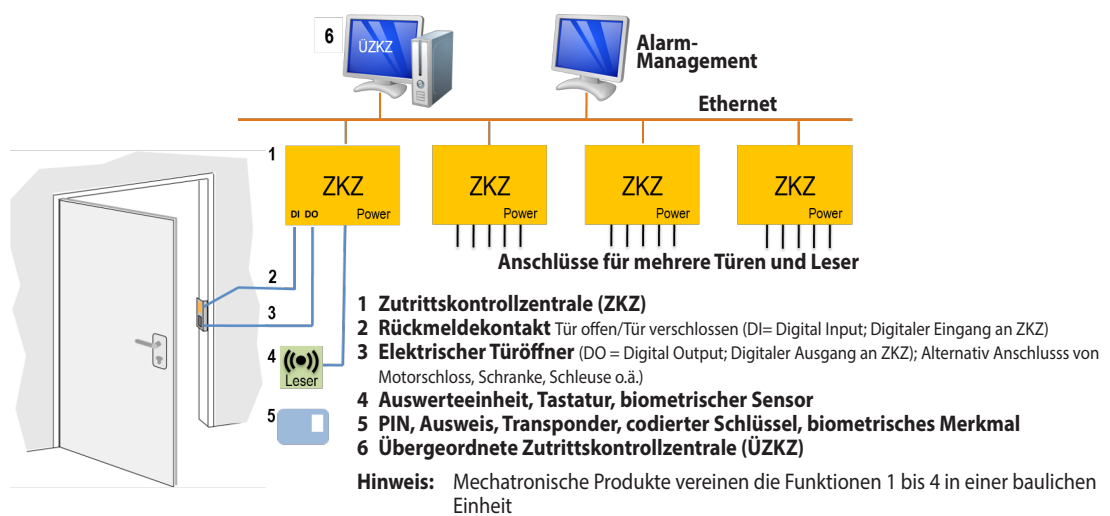 6
ÜZKZ
Alarm-
Management
Ethernet
1
ZKZ
DI DO
Power
ZKZ
Power
ZKZ
Power
ZKZ
Power
Anschlüsse für mehrere Türen und Leser
2
3
4
Leser
5
1 Zutrittskontrollzentrale (ZKZ)
2 Rückmeldekontakt Tür offen/Tür verschlossen (DI= Digital Input; Digitaler Eingang an ZKZ)
3 Elektrischer Türöffner (DO = Digital Output; Digitaler Ausgang an ZKZ); Alternativ Anschlusss von
Motorschloss, Schranke, Schleuse o.ä.)
4 Auswerteeinheit, Tastatur, biometrischer Sensor
5 PIN, Ausweis, Transponder, codierter Schlüssel, biometrisches Merkmal
6 Übergeordnete Zutrittskontrollzentrale (ÜZKZ)
Hinweis: Mechatronische Produkte vereinen die Funktionen 1 bis 4 in einer baulichen
Einheit